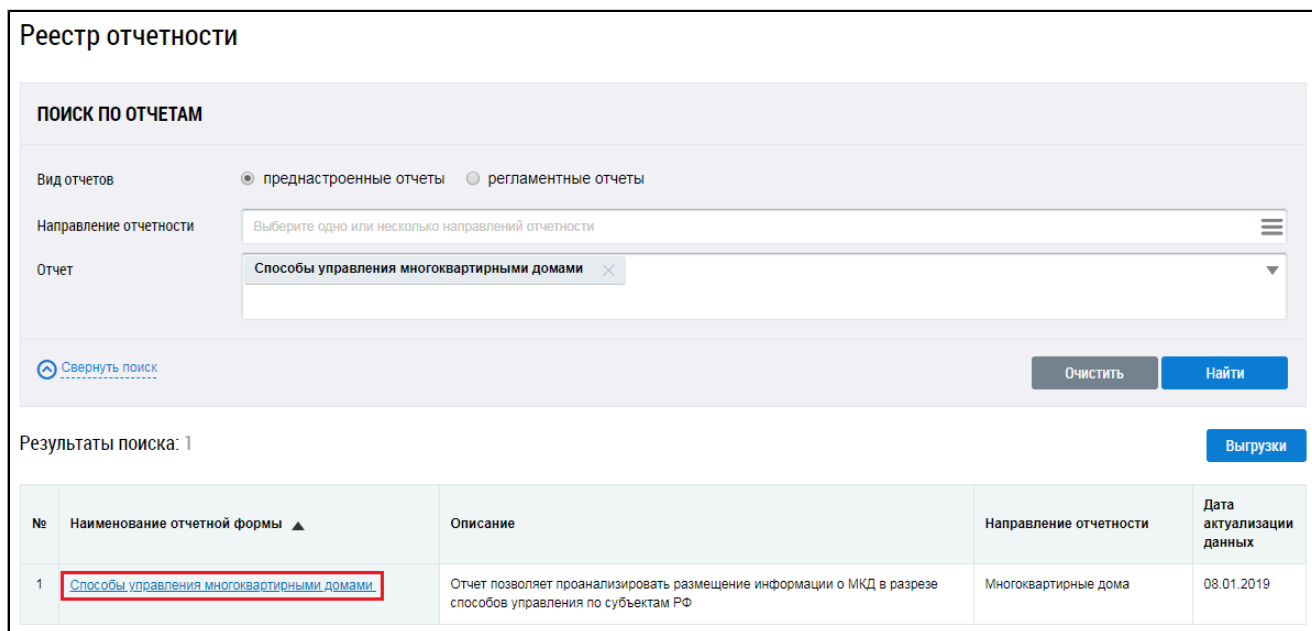 Реестр отчетности
ПОИСК ПО ОТЧЕТАМ
Вид отчетов
преднастроенные отчеты
регламентные отчеты
Направление отчетности
Выберите одно или несколько направлений отчетности
Отчет
Способы управления многоквартирными домами
Свернуть поиск
Очистить
Найти
Результаты поиска: 1
Выгрузки
№
Наименование отчетной формы
Описание
Направление отчетности
Дата
актуализации
данных
1
Способы управления многоквартирными домами
Отчет позволяет проанализировать размещение информации о МКД в разрезе
способов управления по субъектам РФ
Многоквартирные дома
08.01.2019